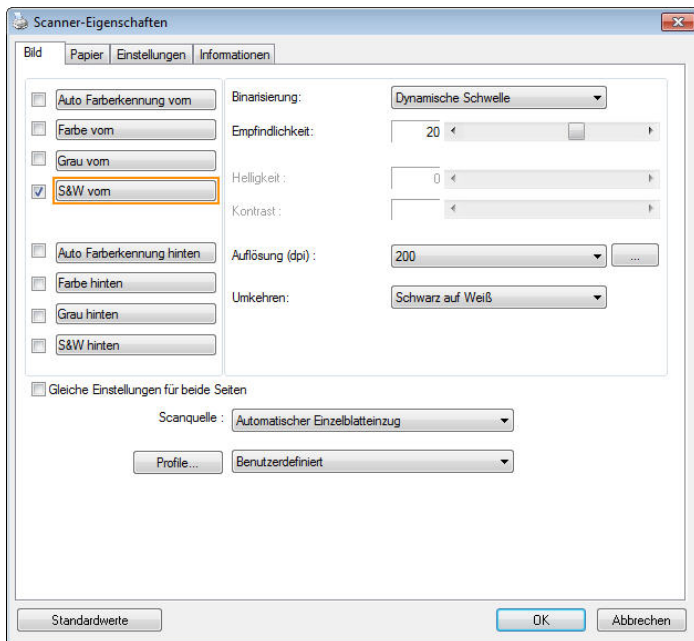 Scanner-Eigenschaften
Bild Papier Einstellungen Informationen
Auto Farberkennung vorn
Farbe vorn
Grau vorn
S&W vorn
Auto Farberkennung hinten
Farbe hinten
Grau hinten
S&W hinten
Binarisierung: Dynamische Schwelle
Empfindlichkeit: 20
Helligkeit : 0
Kontrast :
Auflösung (dpi) : 200 ...
Umkehren: Schwarz auf Weiß
Gleiche Einstellungen für beide Seiten
Scanquelle : Automatischer Einzelblatteinzug
Profile... Benutzerdefiniert
Standardwerte OK Abbrechen